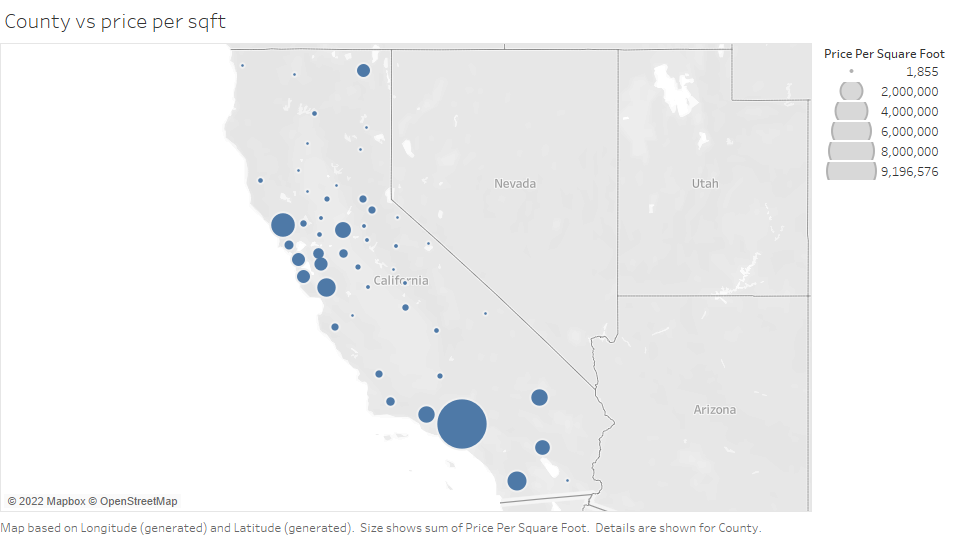 County vs price per sqft
Price Per Square Foot
1,855
2,000,000
4,000,000
6,000,000
8,000,000
9,196,576
Nevada
Utah
California
Arizona
© 2022 Mapbox © OpenStreetMap
Map based on Longitude (generated) and Latitude (generated).  Size shows sum of Price Per Square Foot.  Details are shown for County.